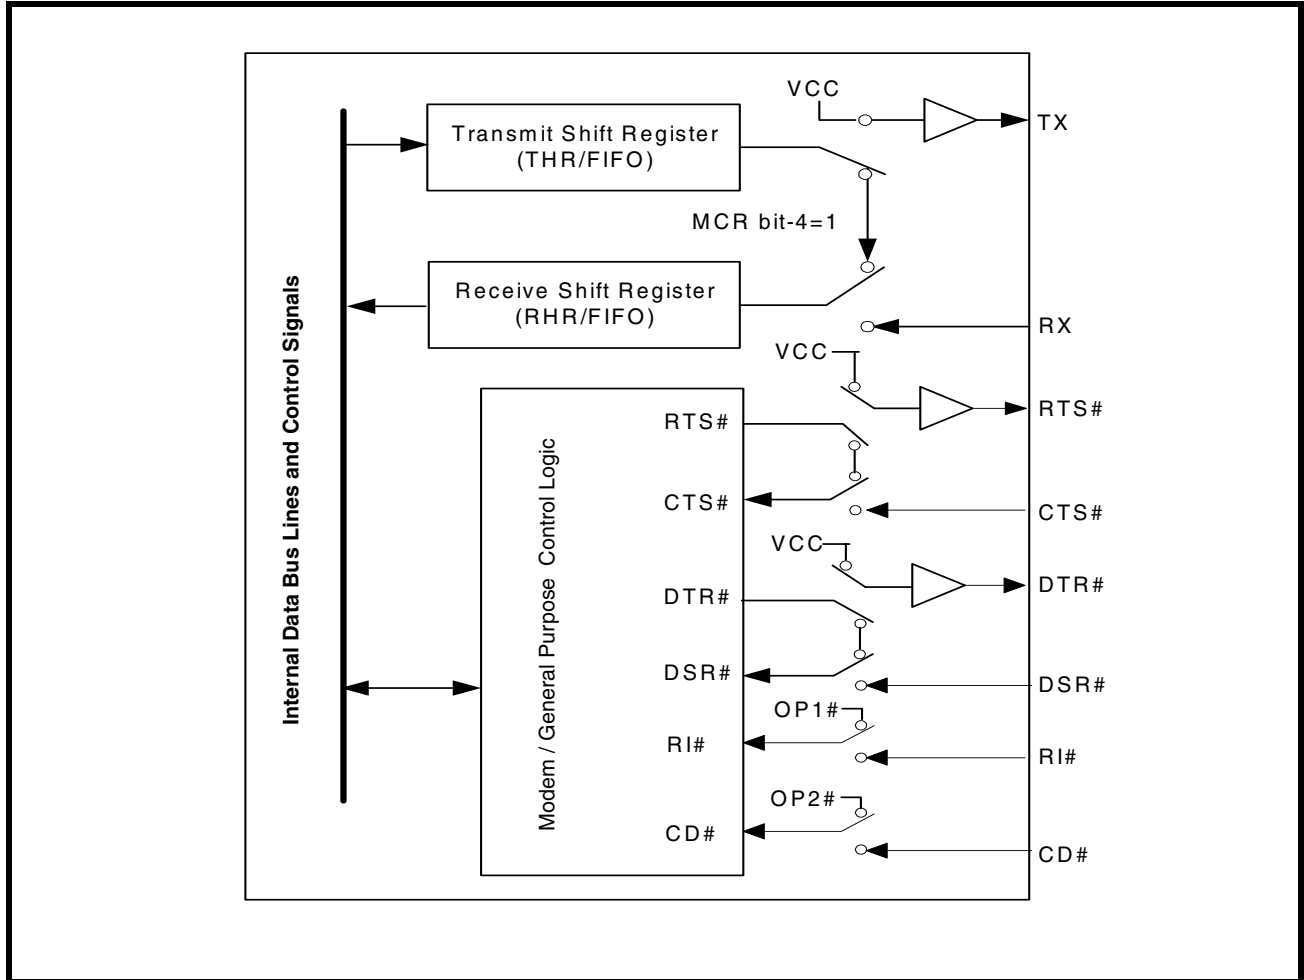 VCC
TX
Transmit Shift Register
(THR/FIFO)
MCR bit-4=1
Receive Shift Register
(RHR/FIFO)
RX
VCC
RTS#
RTS#
CTS#
CTS#
VCC
DTR#
DTR#
DSR#
DSR#
OP1#
RI#
RI#
OP2#
CD#
CD#
Internal Data Bus Lines and Control Signals
Modem / General Purpose Control Logic